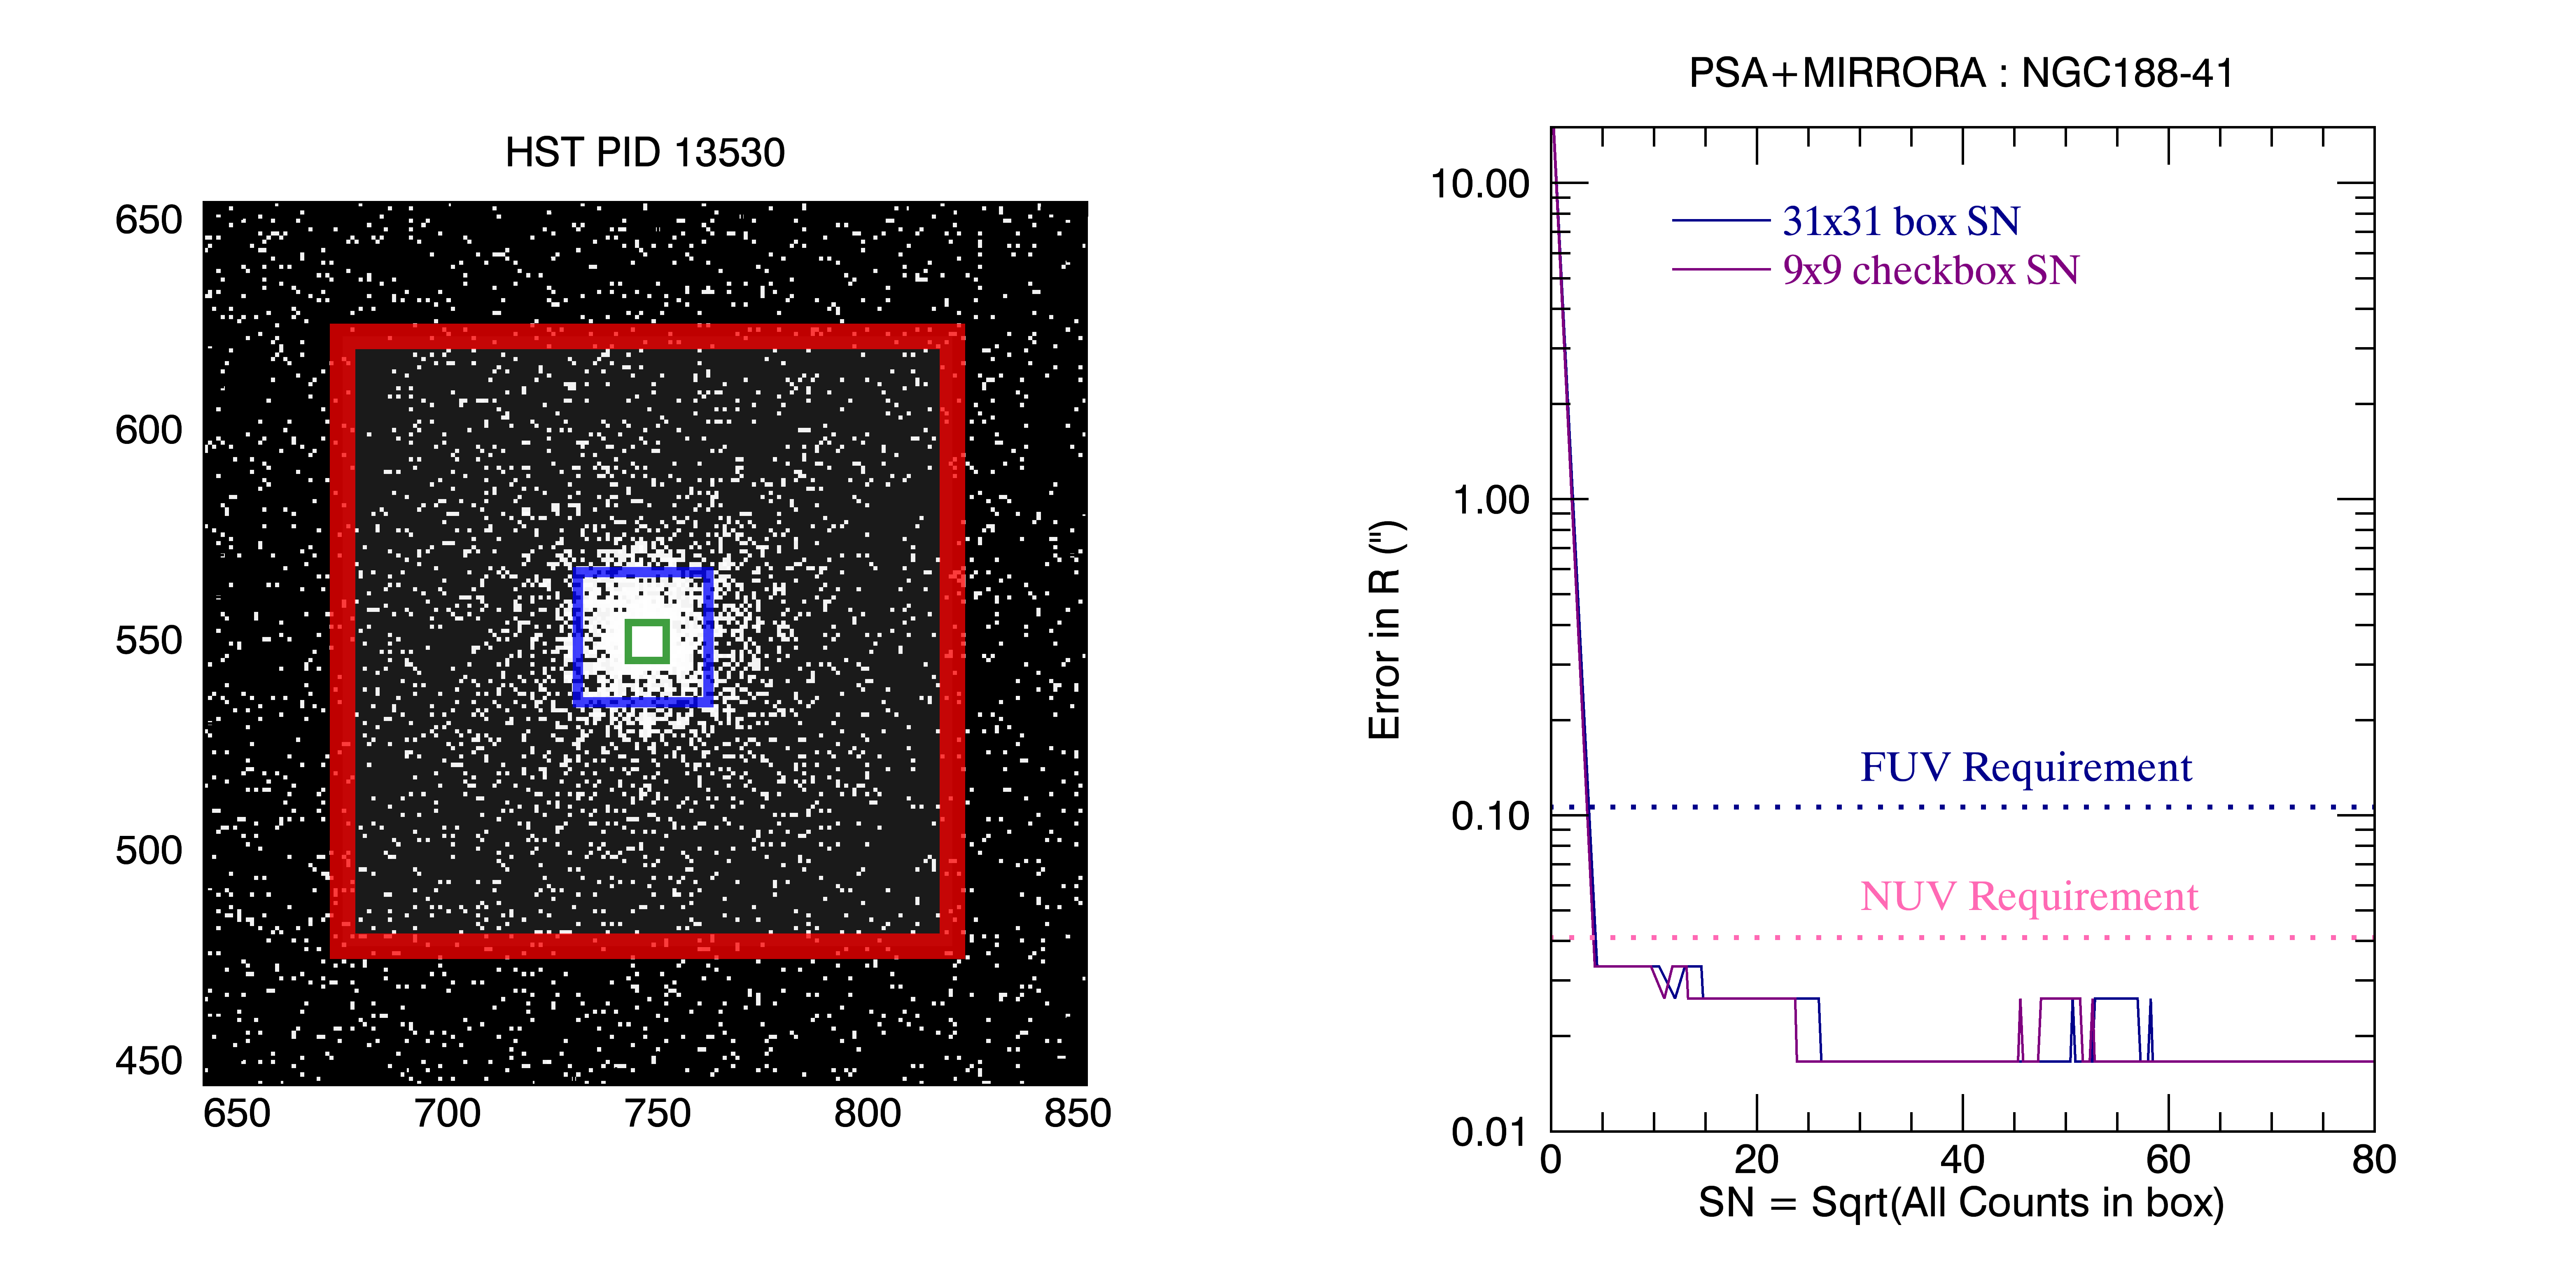 HST PID 13530
650
600
550
500
450
650 700 750 800 850
PSA+MIRRORA : NGC188-41
10.00
1.00
0.10
0.01
Error in R (")
31x31 box SN
9x9 checkbox SN
FUV Requirement
NUV Requirement
0 20 40 60 80
SN = Sqrt(All Counts in box)